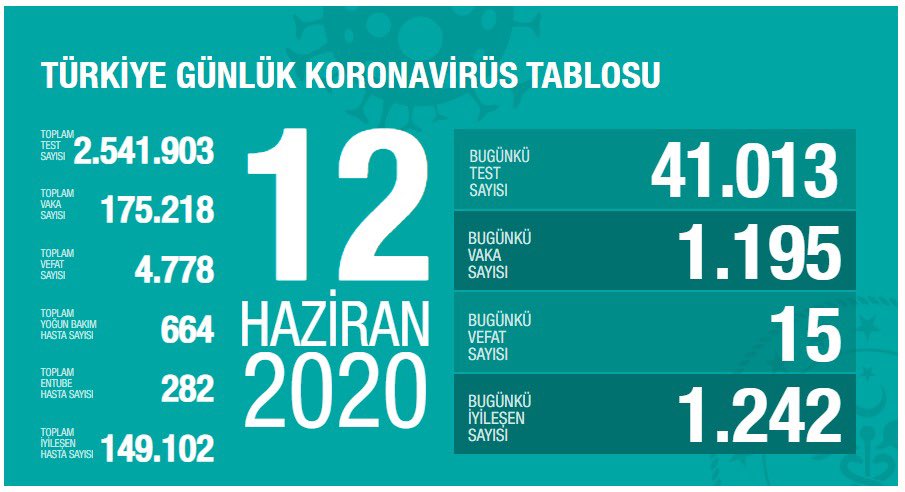 TÜRKİYE GÜNLÜK KORONAVİRÜS TABLOSU
TOPLAM
TEST
SAYISI
2.541.903
TOPLAM
VAKA
SAYISI
175.218
TOPLAM
VEFAT
SAYISI
4.778
TOPLAM
YOĞUN BAKIM
HASTA SAYISI
664
TOPLAM
ENTUBE
HASTA SAYISI
282
TOPLAM
İYİLEŞEN
HASTA SAYISI
149.102
12
HAZİRAN
2020
BUGÜNKÜ
TEST
SAYISI
41.013
BUGÜNKÜ
VAKA
SAYISI
1.195
BUGÜNKÜ
VEFAT
SAYISI
15
BUGÜNKÜ
İYİLEŞEN
SAYISI
1.242